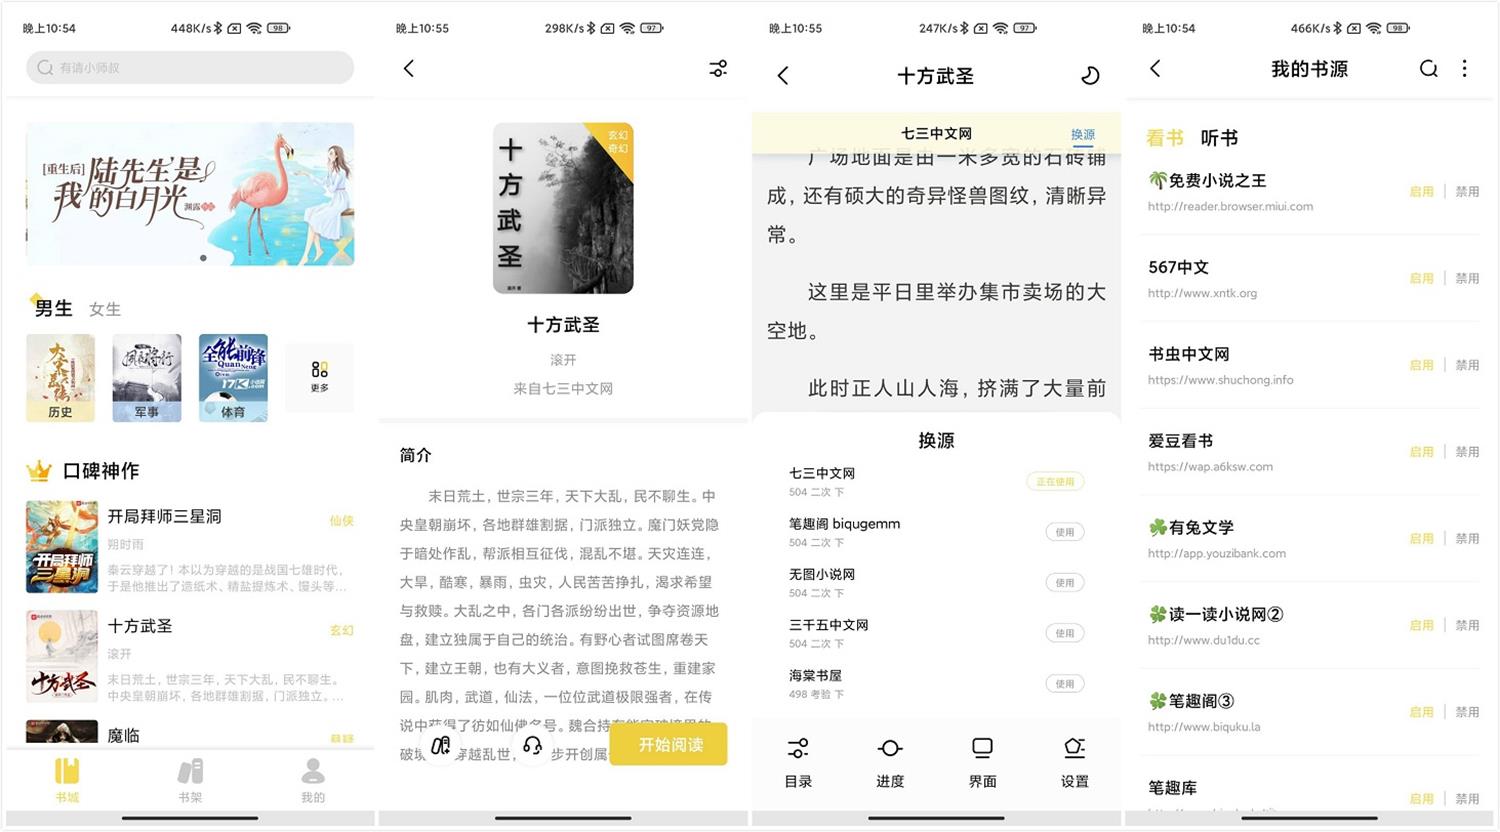 晚上10:54
448K/s
98
有请小师叔
[重生后]
陆先生是
我的白月光
男生 女生
历史
军事
全能前锋
QuanNeng
17K
体育
更多
口碑神作
开局拜师三星洞
仙侠
朔时雨
秦云穿越了!本以为穿越的是战国七雄时代,
于是他推出了造纸术、精盐提炼术、馒头等...
开局拜师
三星洞
十方武圣
玄幻
滚开
末日荒土,世宗三年,天下大乱,民不聊生。
中央皇朝崩坏,各地群雄割据,门派独立。...
十方武圣
魔临
书城
书架
我的
晚上10:55
298K/s
97
十方武圣
玄幻
奇幻
十方武圣
滚开
来自七三中文网
简介
末日荒土,世宗三年,天下大乱,民不聊生。中
央皇朝崩坏,各地群雄割据,门派独立。魔门妖党隐
于暗处作乱,帮派相互征伐,混乱不堪。天灾连连,
大旱,酷寒,暴雨,虫灾,人民苦苦挣扎,渴求希望
与救赎。大乱之中,各门各派纷纷出世,争夺资源地
盘,建立独属于自己的统治。有野心者试图席卷天
下,建立王朝,也有大义者,意图挽救苍生,重建家
园。肌肉,武道,仙法,一位位武道极限强者,在传
说中获得了彷如仙佛名号。魏合持
破 穿越乱世, 步开创属
开始阅读
晚上10:55
247K/s
97
十方武圣
七三中文网
换源
广场地面是由一米多宽的石砖铺
成,还有硕大的奇异怪兽图纹,清晰异
常。
这里是平日里举办集市卖场的大
空地。
此时正人山人海,挤满了大量前
换源
七三中文网
504 二次 下
正在使用
笔趣阁 biqugemm
504 二次 下
使用
无图小说网
504 二次 下
使用
三千五中文网
504 二次 下
使用
海棠书屋
498 考验 下
使用
目录
进度
界面
设置
晚上10:54
466K/s
98
我的书源
看书 听书
免费小说之王
http://reader.browser.miui.com
启用 | 禁用
567中文
http://www.xntk.org
启用 | 禁用
书虫中文网
https://www.shuchong.info
启用 | 禁用
爱豆看书
https://wap.a6ksw.com
启用 | 禁用
有兔文学
http://app.youzibank.com
启用 | 禁用
读一读小说网②
http://www.du1du.cc
启用 | 禁用
笔趣阁③
http://www.biquku.la
启用 | 禁用
笔趣库
启用 | 禁用